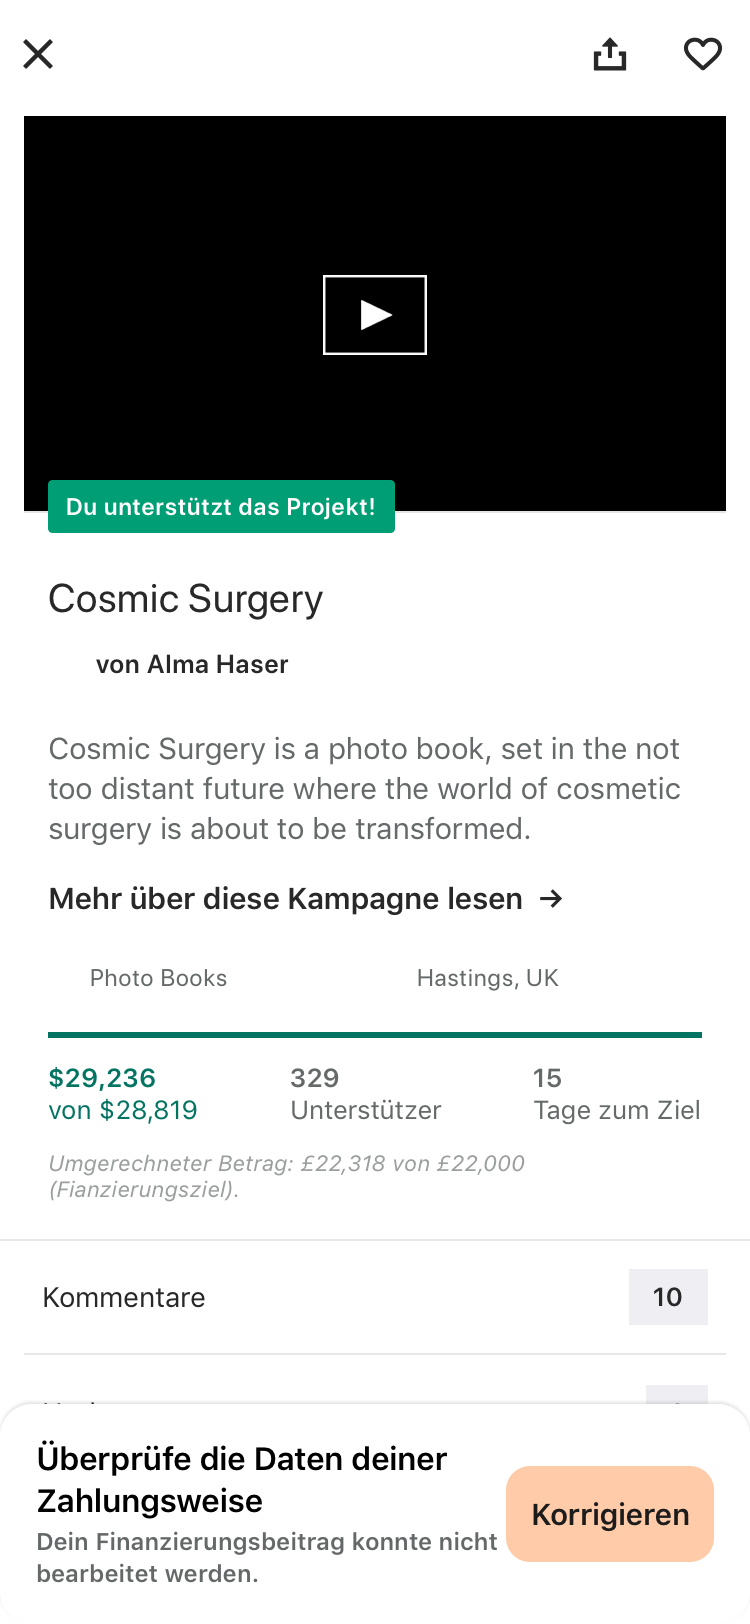 Du unterstützt das Projekt!
Cosmic Surgery
von Alma Haser
Cosmic Surgery is a photo book, set in the not
too distant future where the world of cosmetic
surgery is about to be transformed.
Mehr über diese Kampagne lesen →
Photo Books
Hastings, UK
$29,236
von $28,819
329
Unterstützer
15
Tage zum Ziel
Umgerechneter Betrag: £22,318 von £22,000
(Fianzierungsziel).
Kommentare
10
Überprüfe die Daten deiner
Zahlungsweise
Dein Finanzierungsbeitrag konnte nicht
bearbeitet werden.
Korrigieren